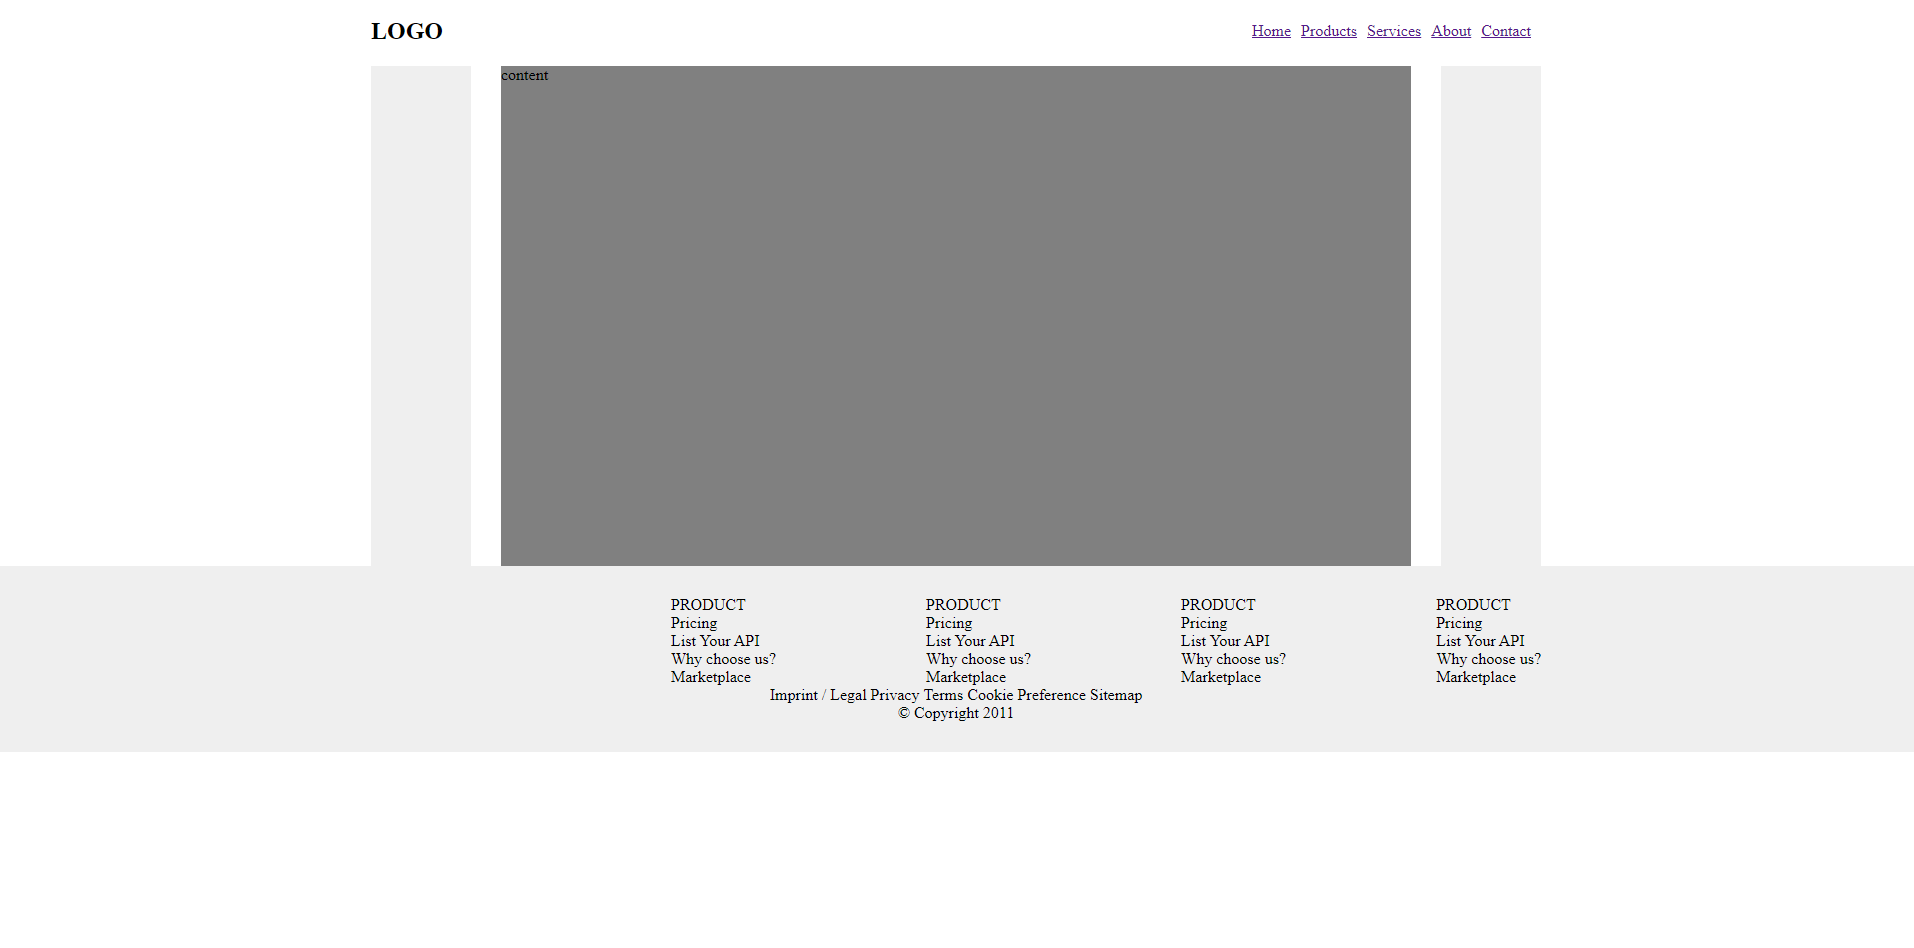 LOGO
Home Products Services About Contact
content
PRODUCT PRODUCT PRODUCT PRODUCT
Pricing Pricing Pricing Pricing
List Your API List Your API List Your API List Your API
Why choose us? Why choose us? Why choose us? Why choose us?
Marketplace Marketplace Marketplace Marketplace
Imprint / Legal Privacy Terms Cookie Preference Sitemap
© Copyright 2011